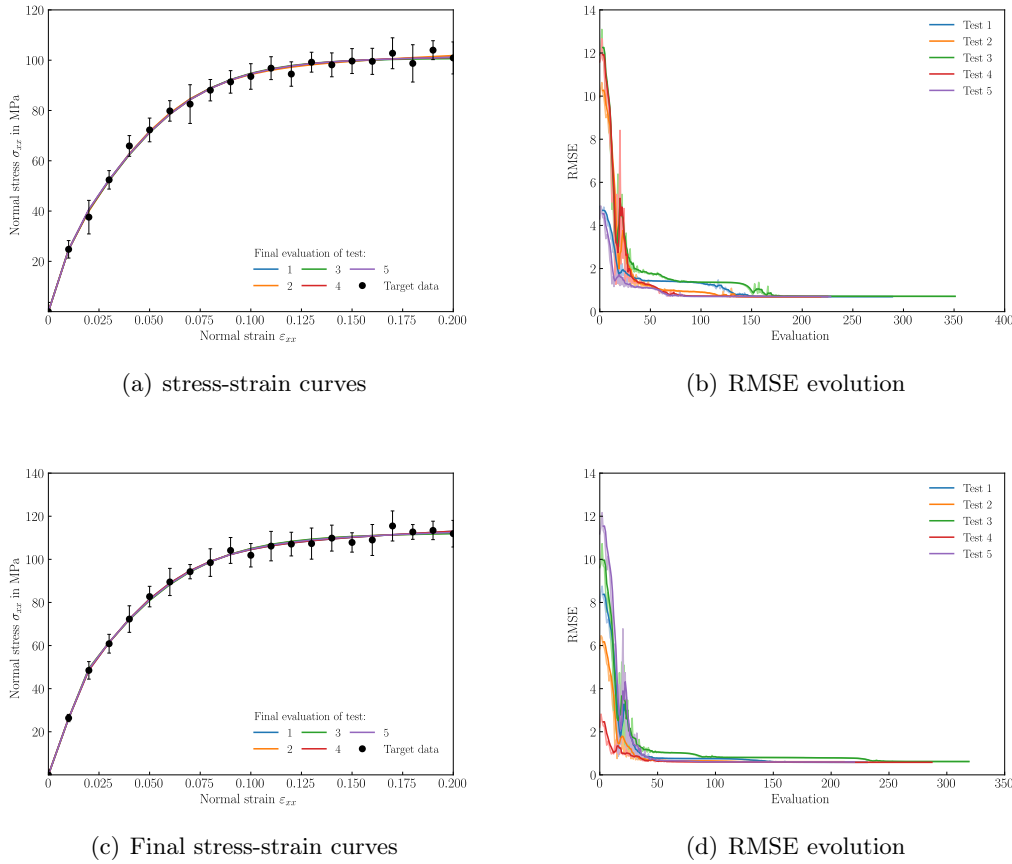 120
100
80
60
40
20
Normal stress σxx in MPa
Final evaluation of test:
1 3 5
2 4 Target data
0 0.025 0.050 0.075 0.100 0.125 0.150 0.175 0.200
Normal strain εxx
(a) stress-strain curves
14
12
10
8
6
4
2
0
RMSE
Test 1
Test 2
Test 3
Test 4
Test 5
0 50 100 150 200 250 300 350 400
Evaluation
(b) RMSE evolution
140
120
100
80
60
40
20
0
Normal stress σxx in MPa
Final evaluation of test:
1 3 5
2 4 Target data
0 0.025 0.050 0.075 0.100 0.125 0.150 0.175 0.200
Normal strain εxx
(c) Final stress-strain curves
14
12
10
8
6
4
2
0
RMSE
Test 1
Test 2
Test 3
Test 4
Test 5
0 50 100 150 200 250 300 350
Evaluation
(d) RMSE evolution